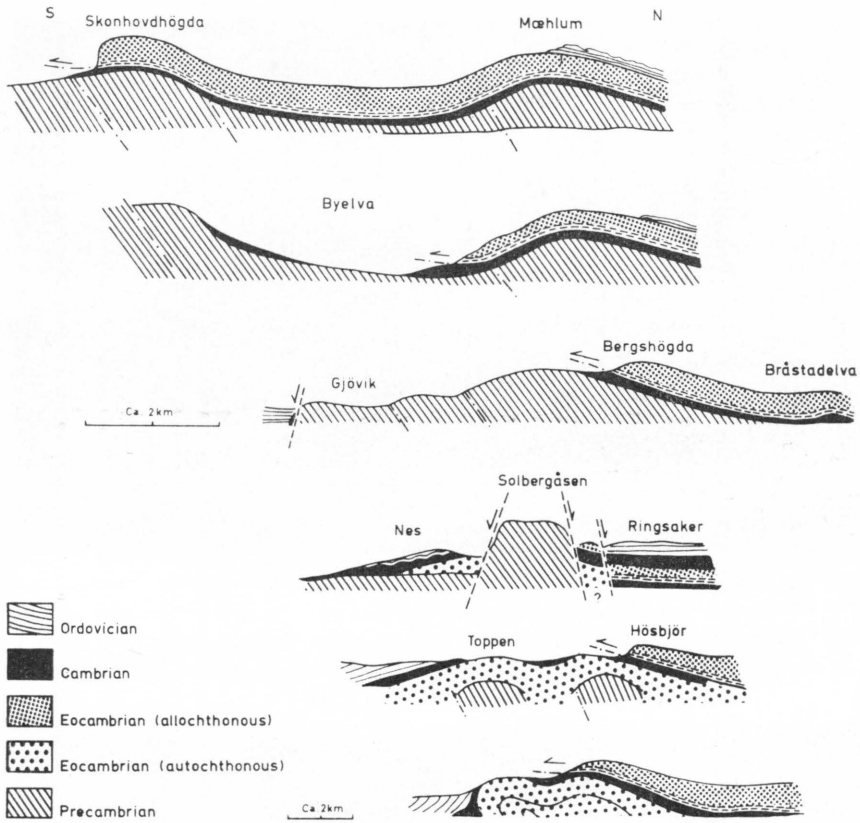 S
Skonhovdhögda
Mæhlum
N
Byelva
Bergshögda
Gjövik
Bråstadelva
Ca. 2km
Solbergåsen
Nes
Ringsaker
?
Ordovician
Toppen
Hösbjör
Cambrian
Eocambrian (allochthonous)
Eocambrian (autochthonous)
Precambrian
Ca 2km